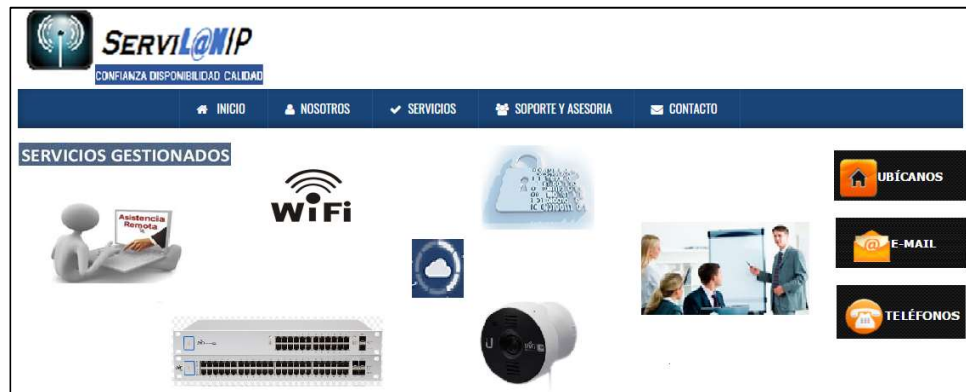 SERVIL@NIP
CONFIANZA DISPONIBILIDAD CALIDAD
INICIO NOSOTROS SERVICIOS SOPORTE Y ASESORIA CONTACTO
SERVICIOS GESTIONADOS
UBÍCANOS
WiFi
Asistencia
Remota
E-MAIL
TELÉFONOS